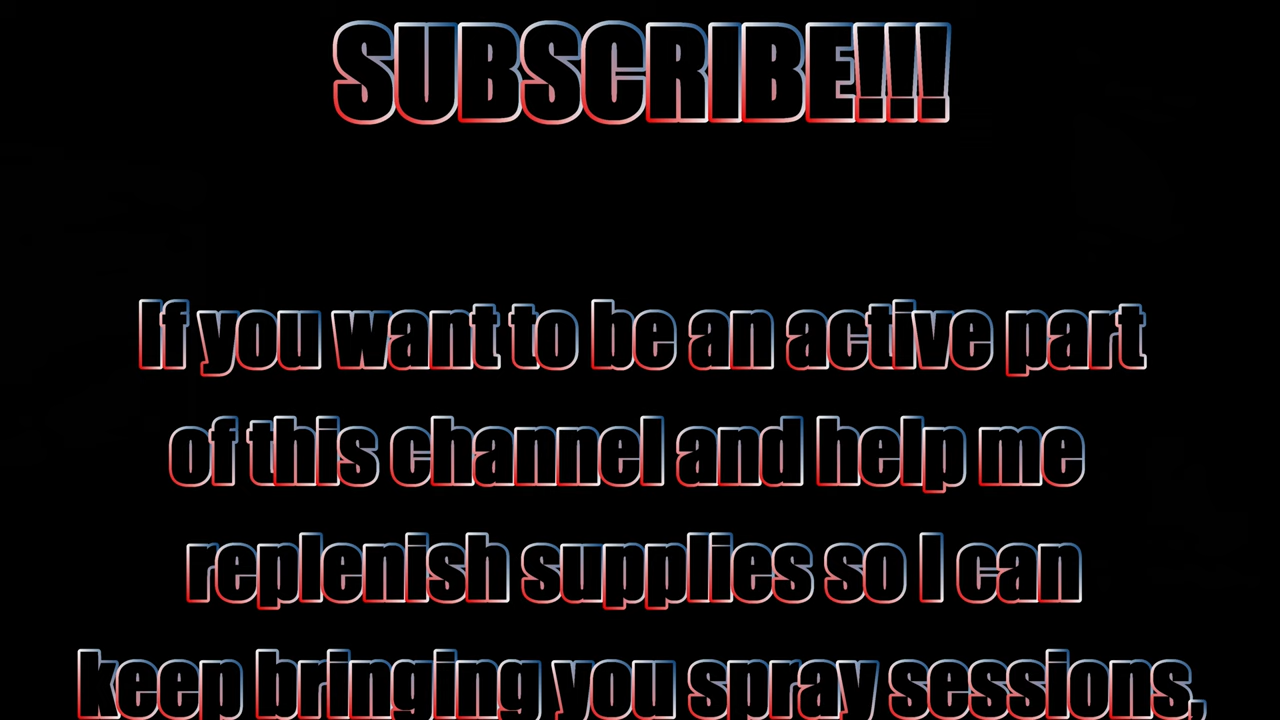 SUBSCRIBE!!!
If you want to be an active part
of this channel and help me
replenish supplies so I can
keep bringing you spray sessions,